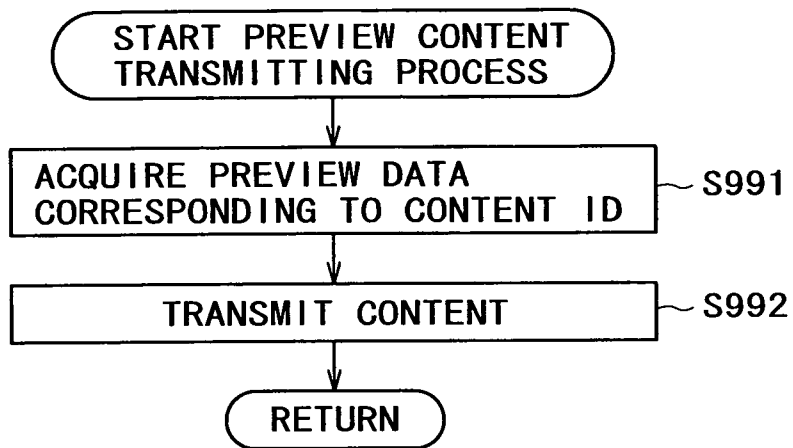 START PREVIEW CONTENT
TRANSMITTING PROCESS
ACQUIRE PREVIEW DATA
CORRESPONDING TO CONTENT ID
S991
TRANSMIT CONTENT
S992
RETURN